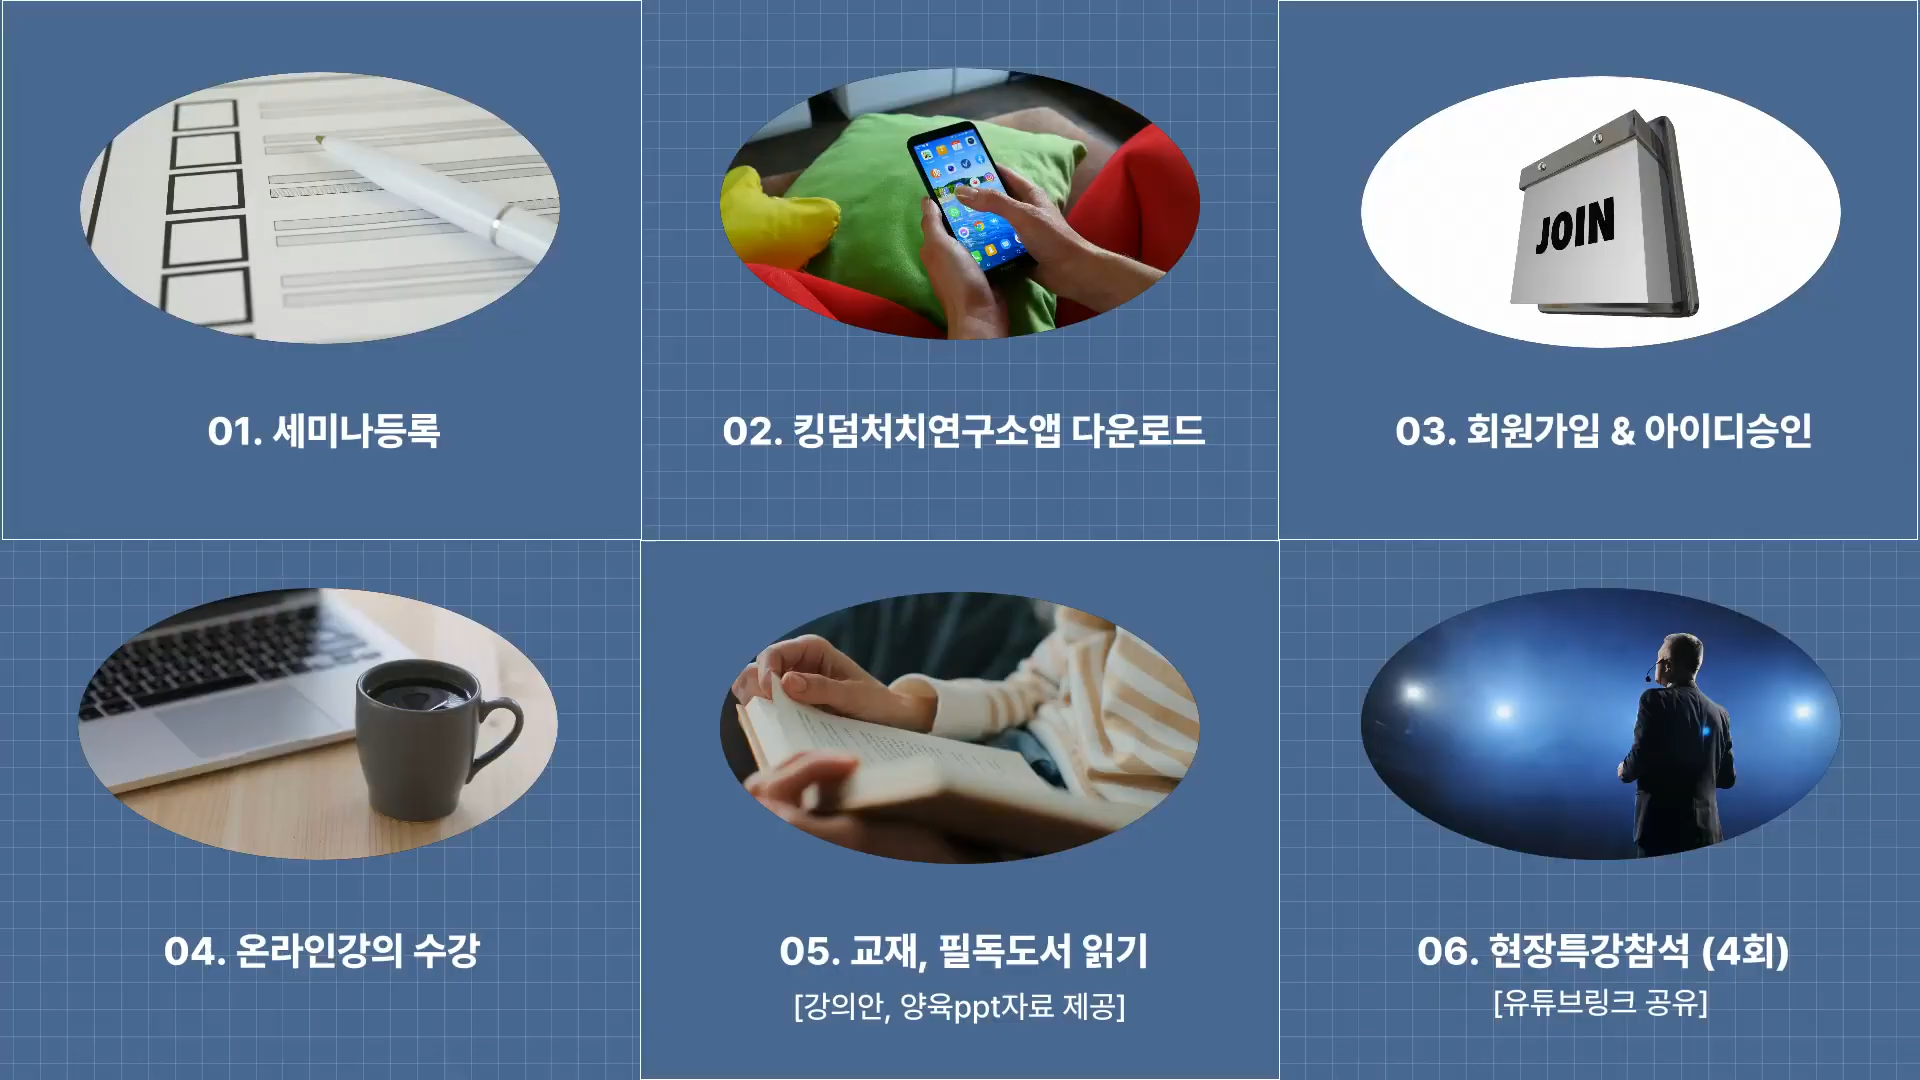 JOIN
01. 세미나등록
02. 킹덤처치연구소앱 다운로드
03. 회원가입 & 아이디승인
04. 온라인강의 수강
05. 교재, 필독도서 읽기
[강의안, 양육ppt자료 제공]
06. 현장특강참석 (4회)
[유튜브링크 공유]